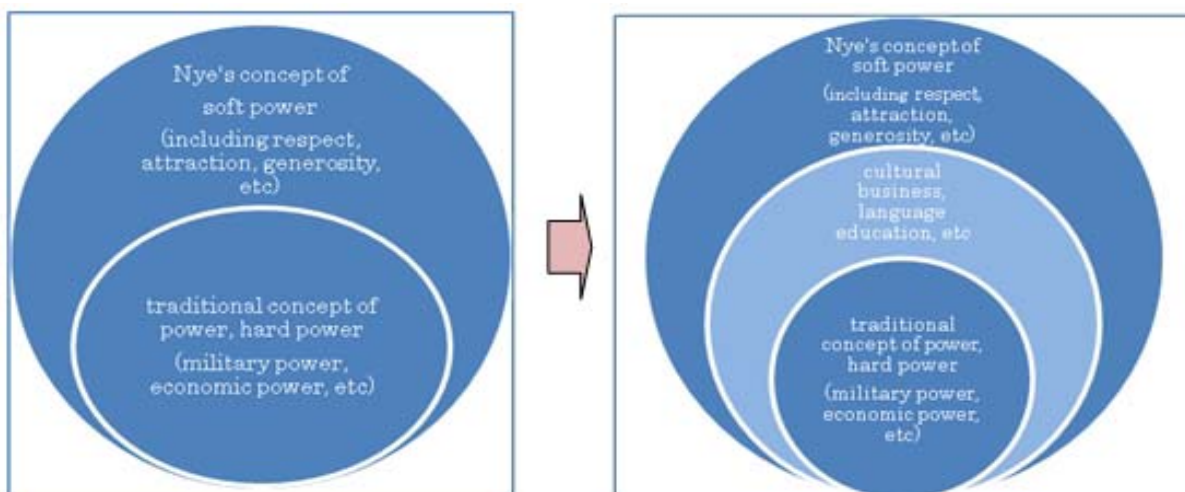 Nye's concept of
soft power
(including respect,
attraction, generosity,
etc)
traditional concept of
power, hard power
(military power,
economic power, etc)
Nye's concept of
soft power
(including respect,
attraction,
generosity, etc)
cultural
business,
language
education, etc
traditional
concept of power,
hard power
(military power,
economic power,
etc)